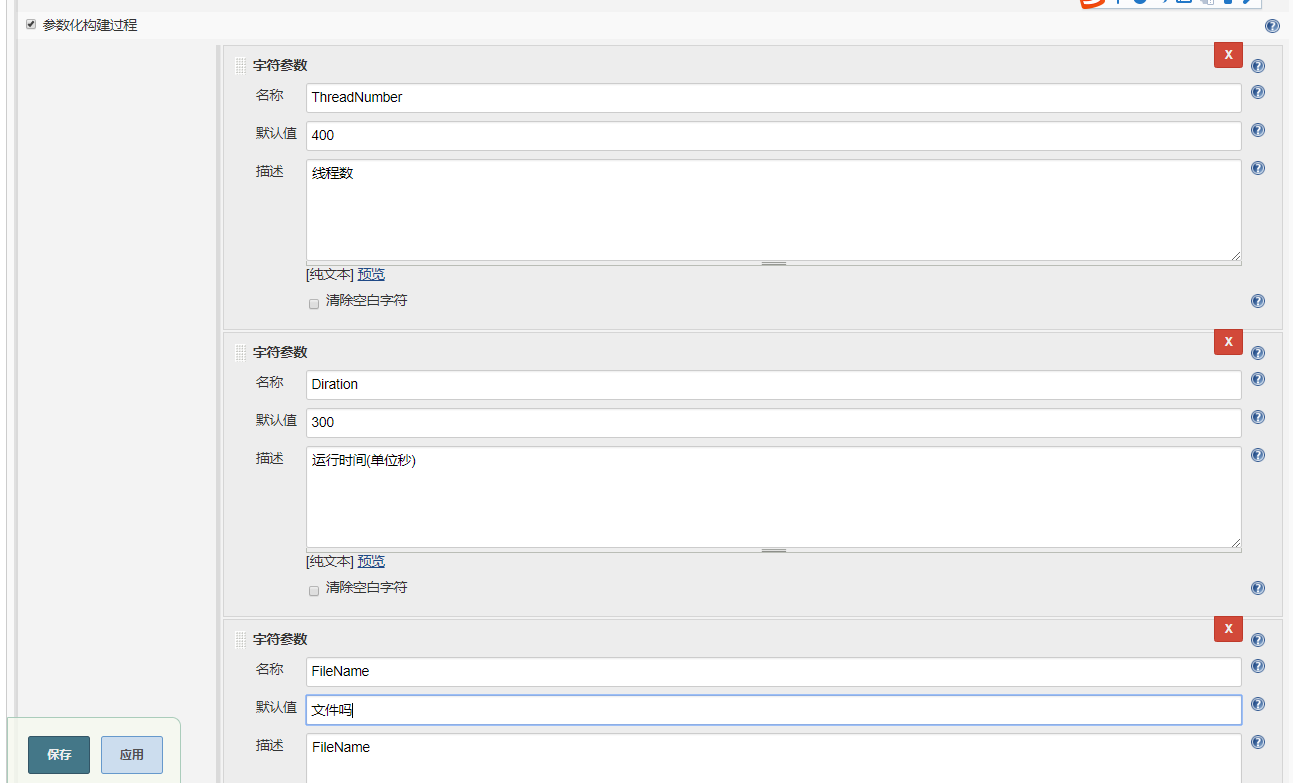 参数化构建过程
字符参数
X
名称
ThreadNumber
默认值
400
描述
线程数
[纯文本] 预览
清除空白字符
字符参数
X
名称
Diration
默认值
300
描述
运行时间(单位秒)
[纯文本] 预览
清除空白字符
字符参数
X
名称
FileName
默认值
文件吗
描述
FileName
保存
应用